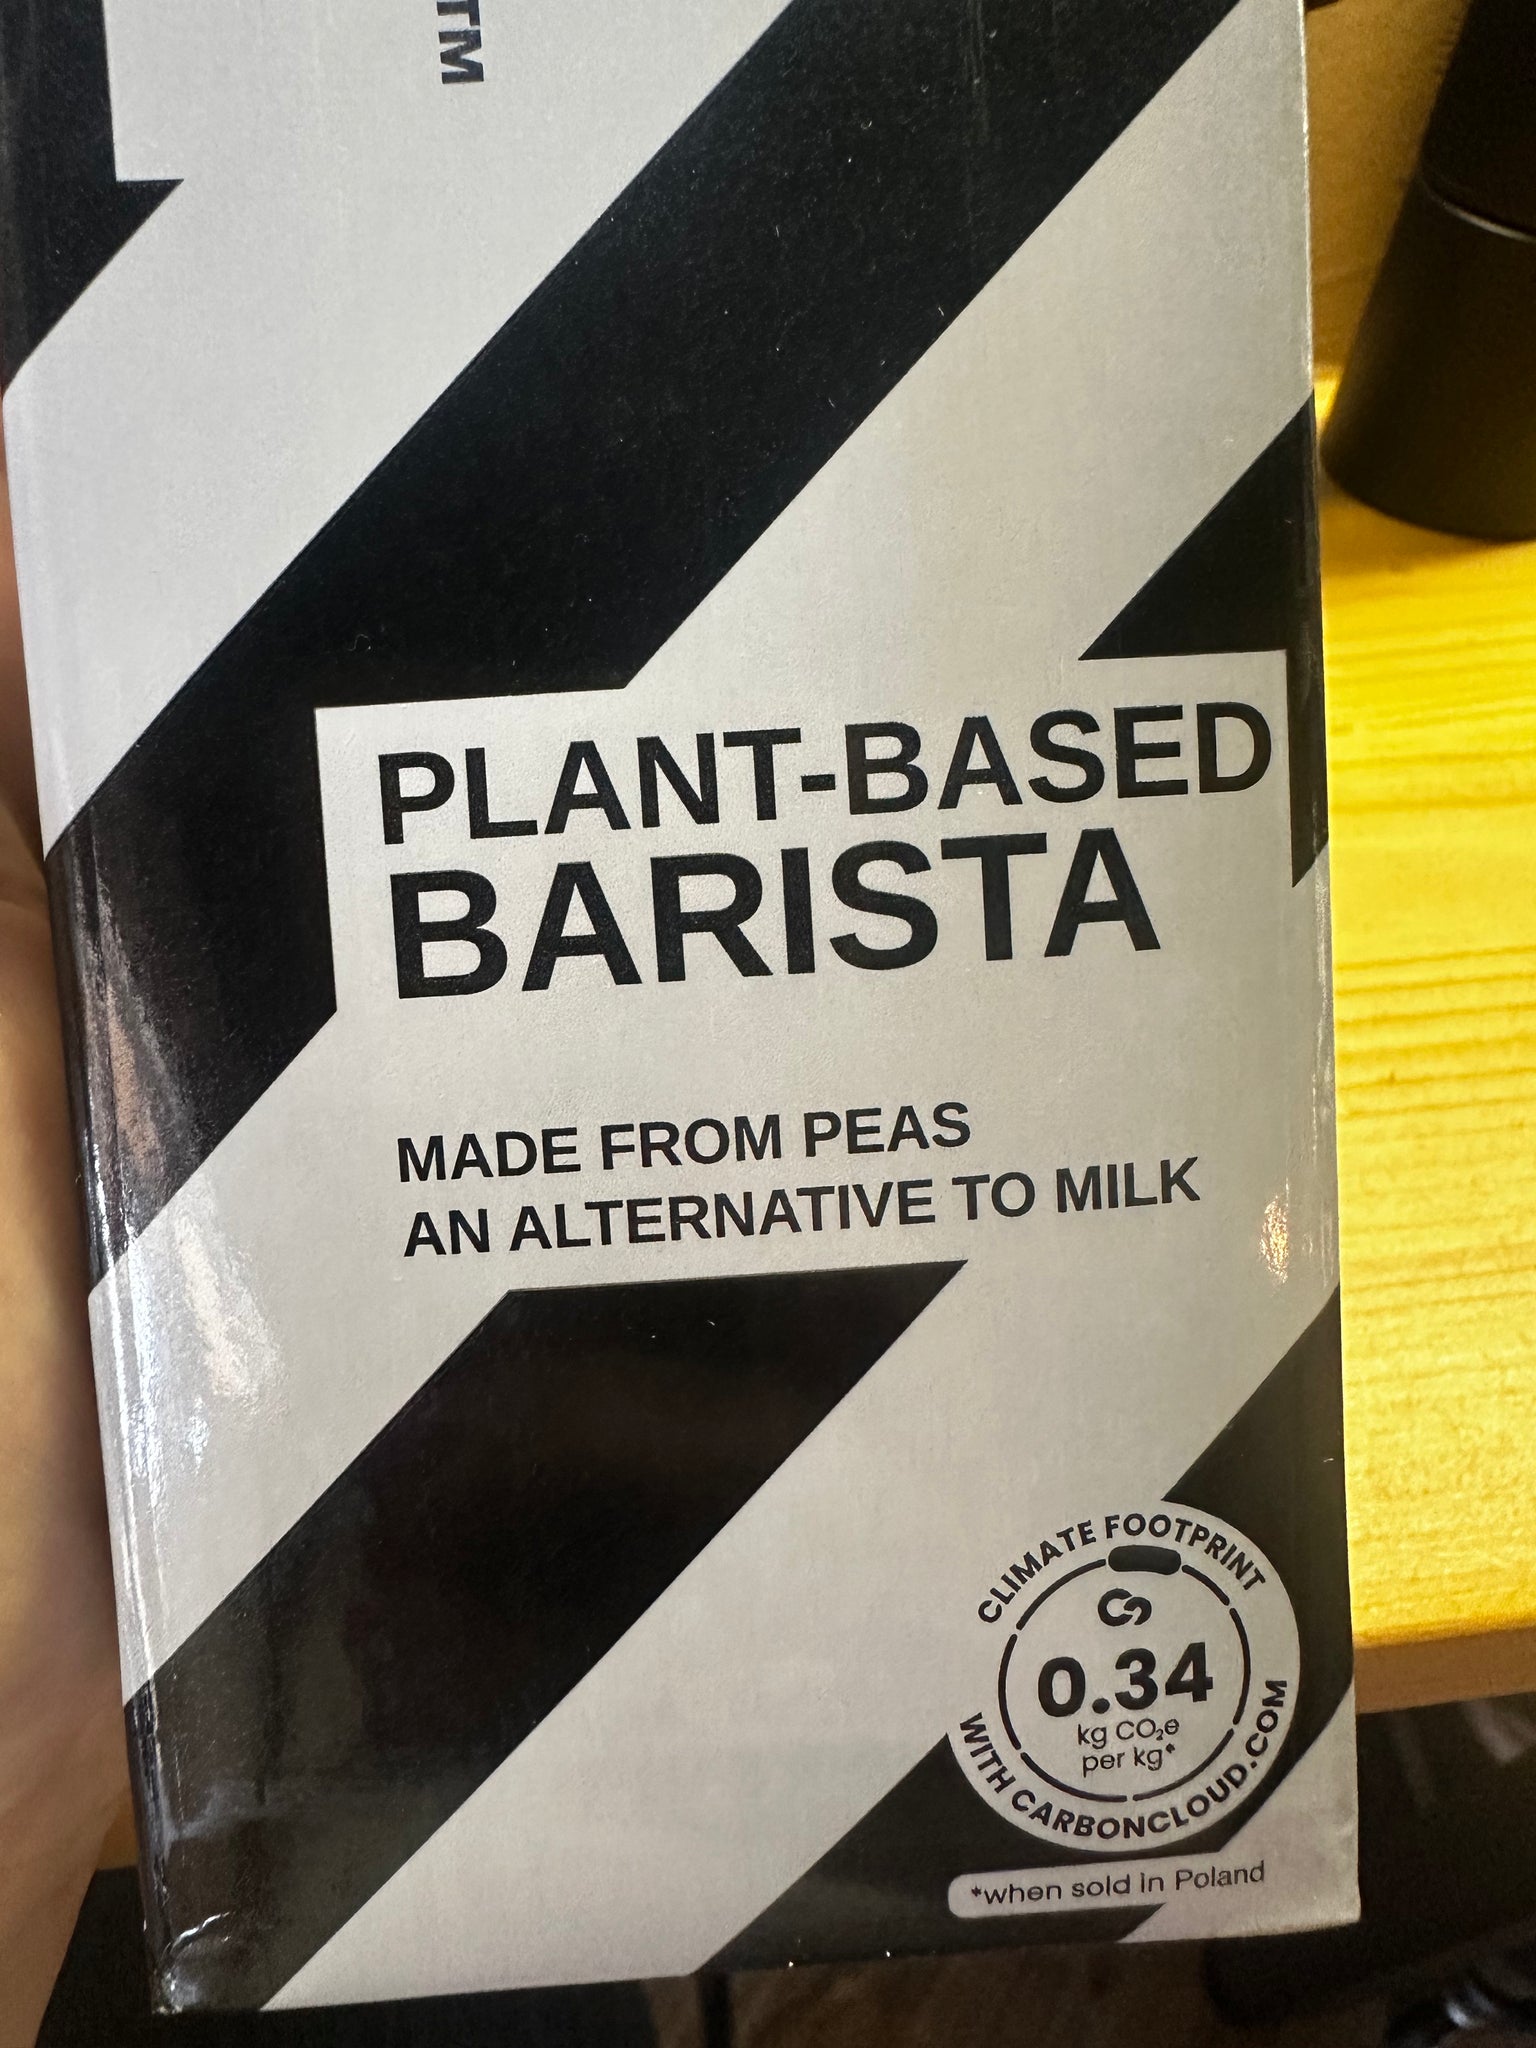 TM
PLANT-BASED
BARISTA
MADE FROM PEAS
AN ALTERNATIVE TO MILK
CLIMATE FOOTPRINT
0.34
kg CO₂e
per kg*
WITH CARBONCLOUD.COM
*when sold in Poland